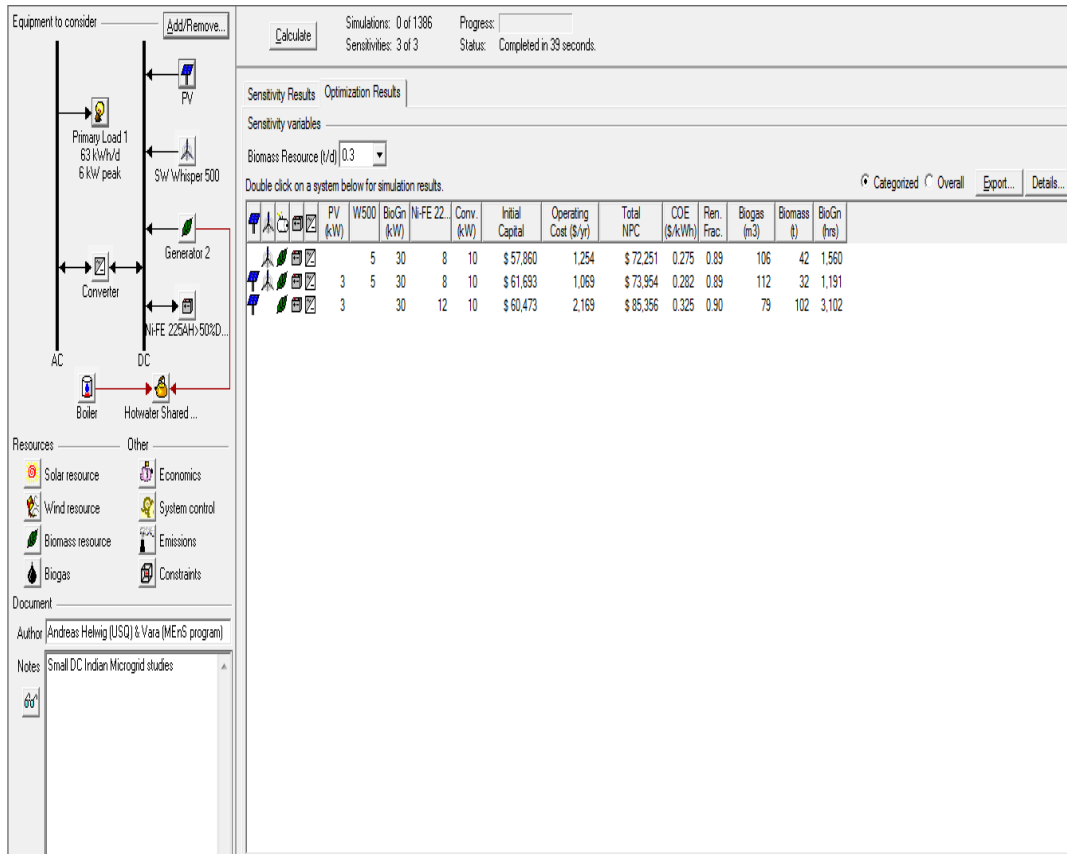 Equipment to consider
Add/Remove...
PV
Primary Load 1
63 kWh/d
6 kW peak
SW Whisper 500
Generator 2
Converter
Ni-FE 225AH>50%D...
AC
DC
Boiler
Hotwater Shared ...
Resources
Other
Solar resource
Economics
Wind resource
System control
Biomass resource
Emissions
Biogas
Constraints
Document
Author Andreas Helwig (USQ) & Vara (MEnS program)
Notes Small DC Indian Microgrid studies
Calculate
Simulations: 0 of 1386
Progress:
Sensitivities: 3 of 3
Status: Completed in 39 seconds.
Sensitivity Results
Optimization Results
Sensitivity variables
Biomass Resource (t/d) 0.3
Double click on a system below for simulation results.
Categorized
Overall
Export...
Details...
PV (kW) W500 BioGn (kW) Ni-FE 22... Conv. (kW) Initial Capital Operating Cost ($/yr) Total NPC COE ($/kWh) Ren. Frac. Biogas (m3) Biomass (t) BioGn (hrs)
5 30 8 10 $ 57,860 1,254 $ 72,251 0.275 0.89 106 42 1,560
3 5 30 8 10 $ 61,693 1,069 $ 73,954 0.282 0.89 112 32 1,191
3 30 12 10 $ 60,473 2,169 $ 85,356 0.325 0.90 79 102 3,102